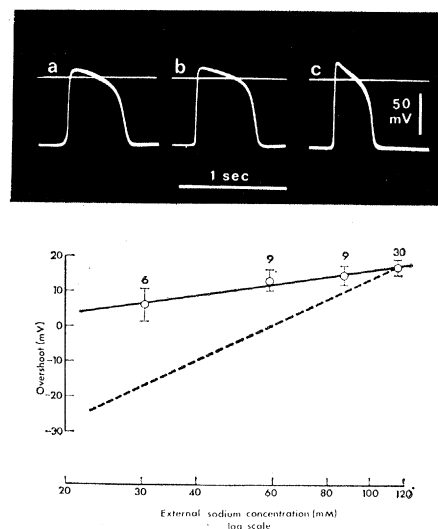 a b c
50
mV
1 sec
20
10
0
-10
-20
-30
Overshoot (mV)
6 9 9 30
20 30 40 60 80 100 120
External sodium concentration (mM)
log scale